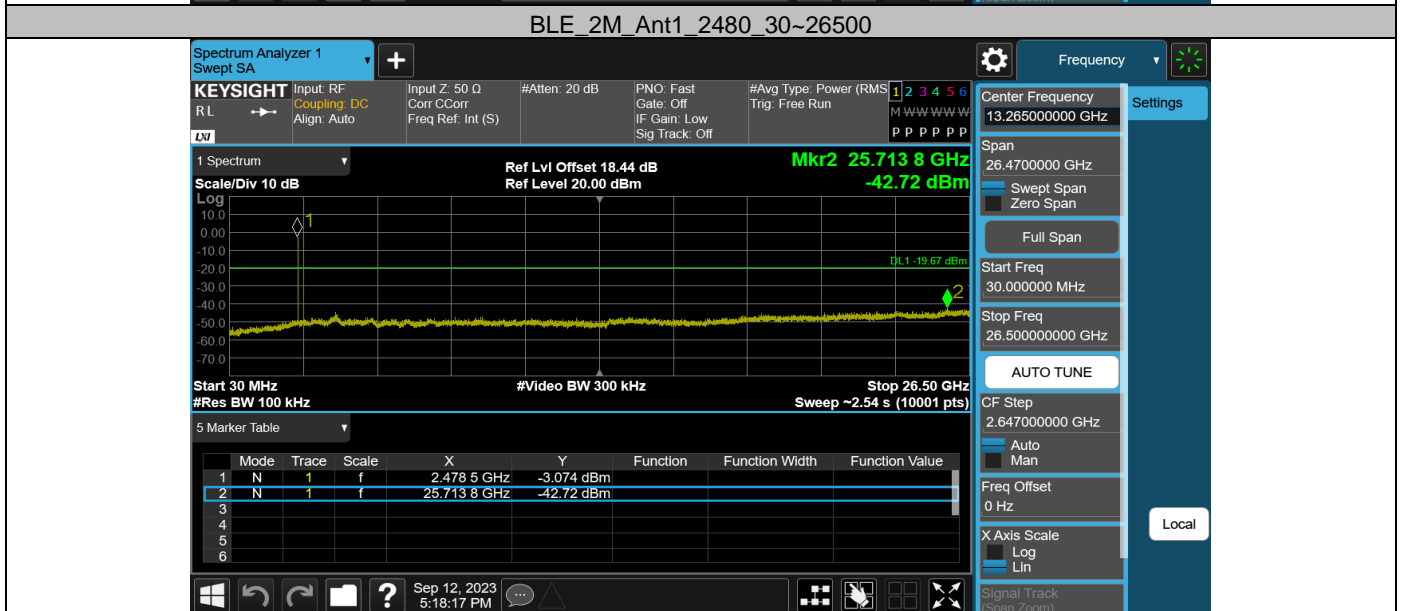 BLE_2M_Ant1_2480_30~26500
Spectrum Analyzer 1
Swept SA
+
Frequency
KEYSIGHT
RL
LXI
Input: RF
Coupling: DC
Align: Auto
Input Z: 50 Ω
Corr CCorr
Freq Ref: Int (S)
#Atten: 20 dB
PNO: Fast
Gate: Off
IF Gain: Low
Sig Track: Off
#Avg Type: Power (RMS
Trig: Free Run
1 2 3 4 5 6
M W W W W W
P P P P P P
Center Frequency
13.265000000 GHz
Settings
1 Spectrum
Ref Lvl Offset 18.44 dB
Mkr2 25.713 8 GHz
Scale/Div 10 dB
Ref Level 20.00 dBm
-42.72 dBm
Span
26.4700000 GHz
Swept Span
Zero Span
Full Span
Log
10.0
0.00
-10.0
-20.0
-30.0
-40.0
-50.0
-60.0
-70.0
1
DL1 -19.67 dBm
2
Start Freq
30.000000 MHz
Stop Freq
26.500000000 GHz
AUTO TUNE
Start 30 MHz
#Video BW 300 kHz
Stop 26.50 GHz
#Res BW 100 kHz
Sweep ~2.54 s (10001 pts)
CF Step
2.647000000 GHz
Auto
Man
5 Marker Table
Mode Trace Scale X Y Function Function Width Function Value
1 N 1 f 2.478 5 GHz -3.074 dBm
2 N 1 f 25.713 8 GHz -42.72 dBm
3
4
5
6
Freq Offset
0 Hz
X Axis Scale
Log
Lin
Local
Signal Track
(Span Zoom)
?
Sep 12, 2023
5:18:17 PM